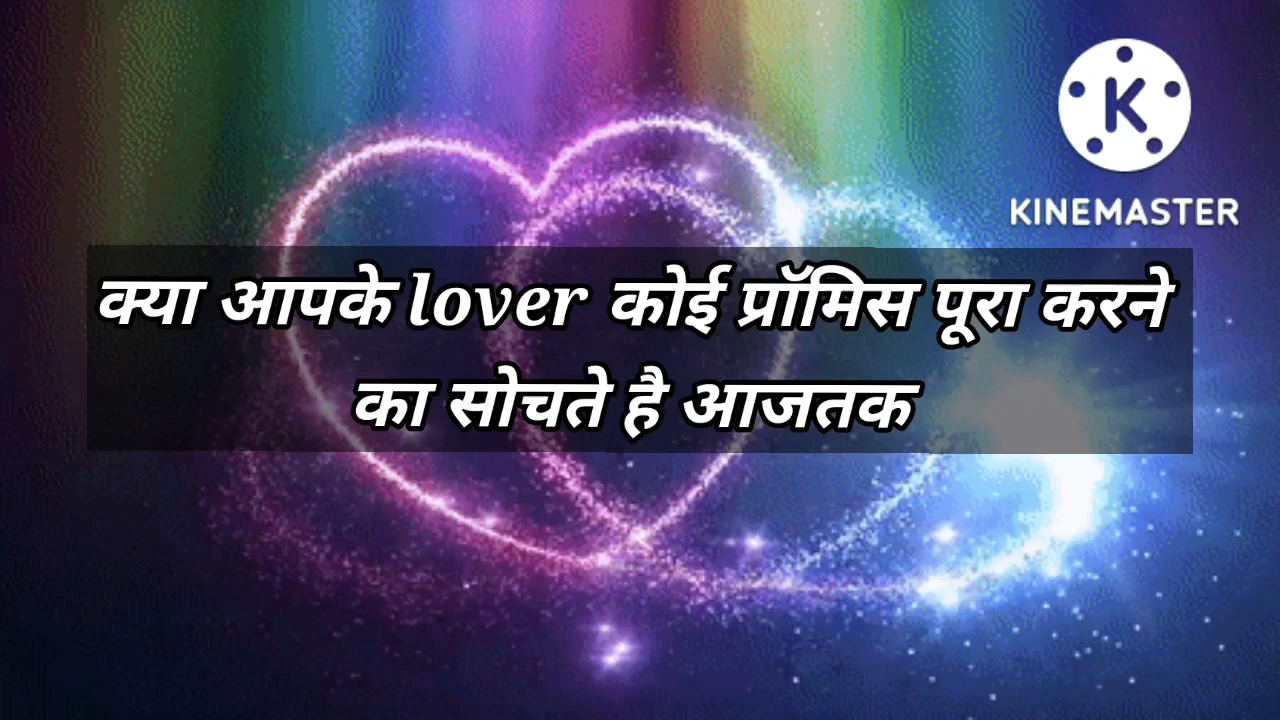 KINEMASTER
क्या आपके lover कोई प्रॉमिस पूरा करने
का सोचते है आजतक